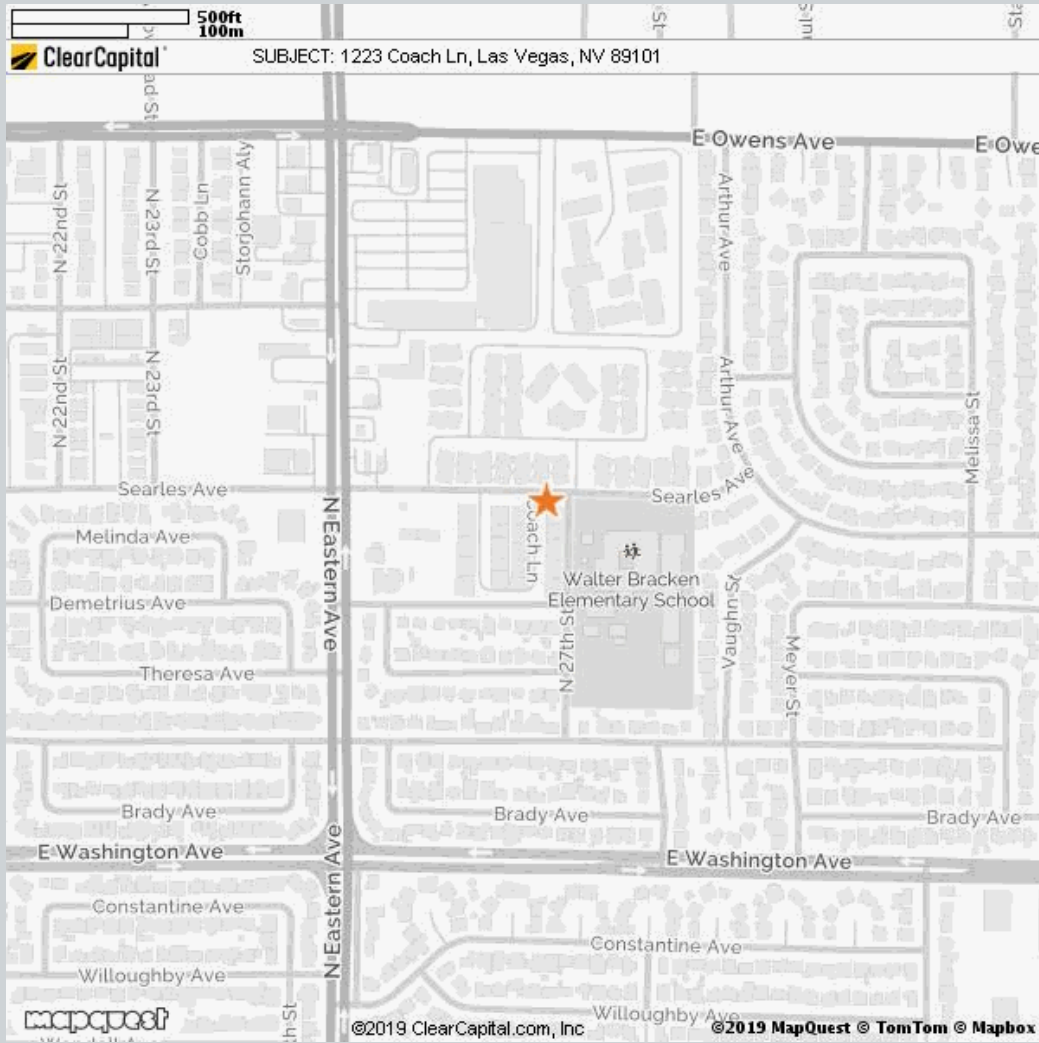 500ft
100m
ClearCapital
SUBJECT: 1223 Coach Ln, Las Vegas, NV 89101
E Owens Ave
E Owe
N 22nd St
N 23rd St
Cobb Ln
Storjohann Aly
Arthur Ave
N 22nd St
N 23rd St
Arthur Ave
Melissa St
Searles Ave
Searles Ave
N Eastern Ave
Coach Ln
Melinda Ave
Walter Bracken
Elementary School
Demetrius Ave
N 27th St
Vaughn St
Meyer St
Theresa Ave
Brady Ave
Brady Ave
Brady Ave
E Washington Ave
E Washington Ave
N Eastern Ave
Constantine Ave
Constantine Ave
Willoughby Ave
Willoughby Ave
mapquest
©2019 ClearCapital.com, Inc
©2019 MapQuest © TomTom © Mapbox